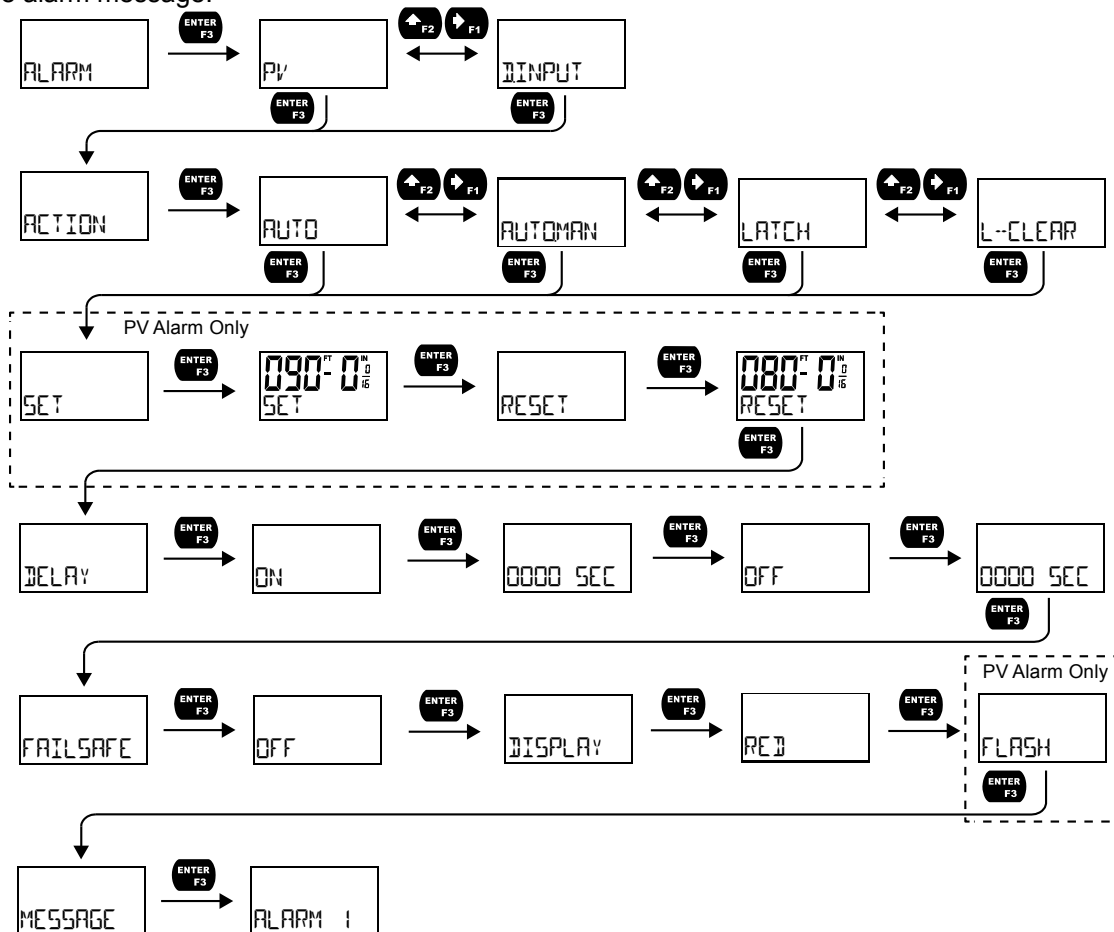 alarm message.
ENTER F3
F2 F1
ALARM
PV
D.INPUT
ENTER F3
ENTER F3
ENTER F3
F2 F1
F2 F1
F2 F1
ACTION
AUTO
AUTOMAN
LATCH
L-CLEAR
ENTER F3
ENTER F3
ENTER F3
ENTER F3
PV Alarm Only
ENTER F3
ENTER F3
ENTER F3
090- FT 0 IN 0/16
080- FT 0 IN 0/16
SET
SET
RESET
RESET
ENTER F3
ENTER F3
ENTER F3
ENTER F3
ENTER F3
DELAY
ON
0000 SEC
OFF
0000 SEC
ENTER F3
PV Alarm Only
ENTER F3
ENTER F3
ENTER F3
ENTER F3
FAILSAFE
OFF
DISPLAY
RED
FLASH
ENTER F3
ENTER F3
MESSAGE
ALARM 1